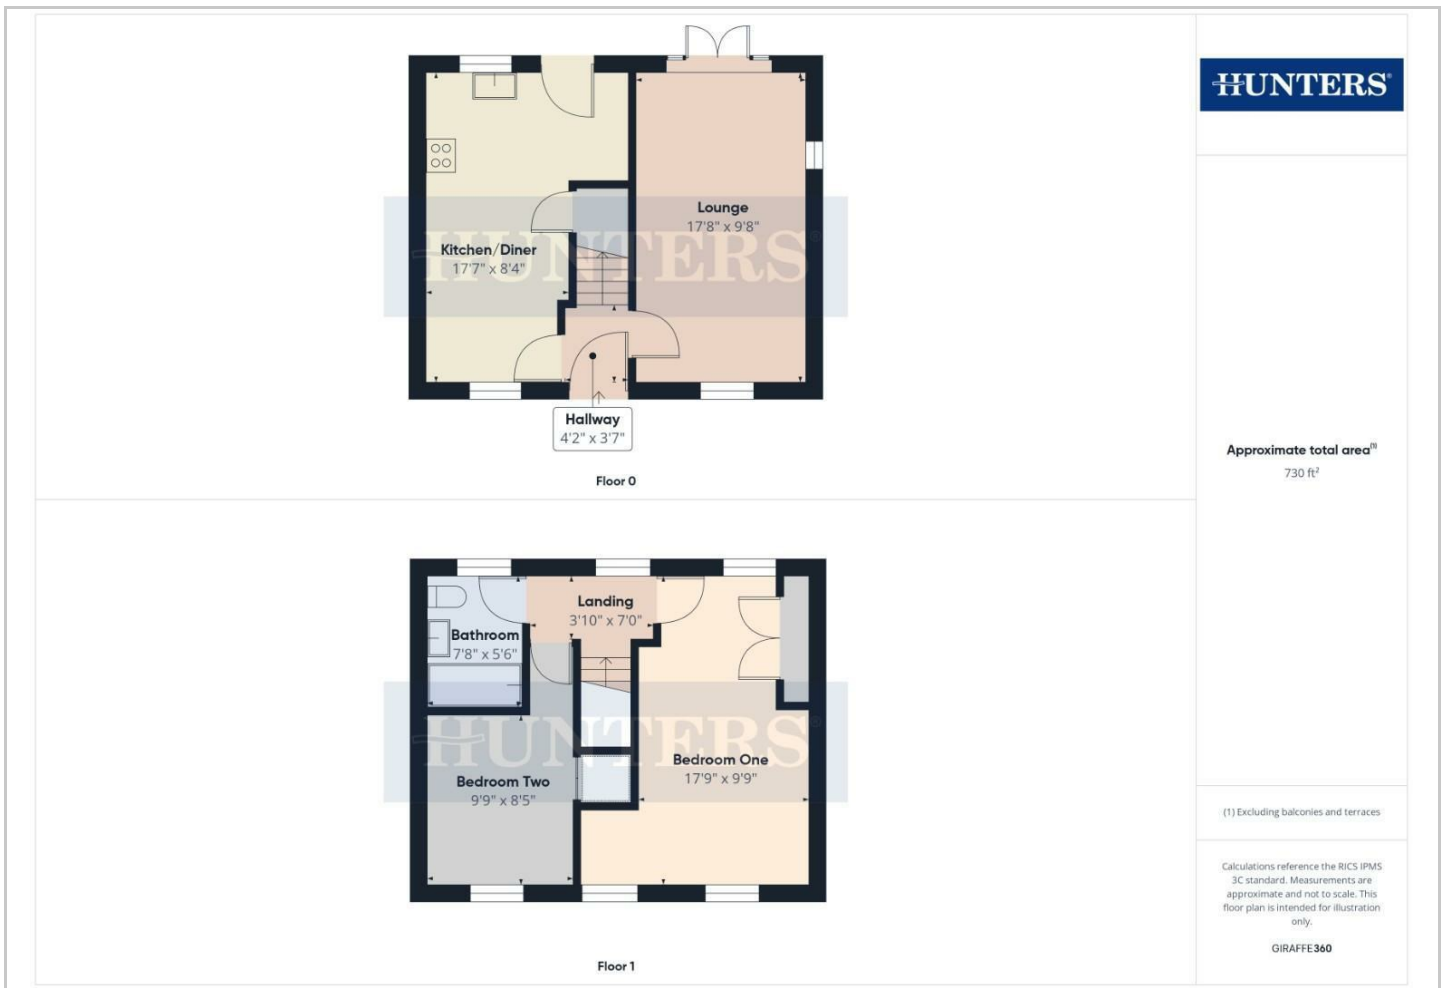 HUNTERS®
Lounge
17'8" x 9'8"
HUNTERS®
Kitchen/Diner
17'7" x 8'4"
Hallway
4'2" x 3'7"
Floor 0
Approximate total area⁽¹⁾
730 ft²
Landing
3'10" x 7'0"
Bathroom
7'8" x 5'6"
HUNTERS®
Bedroom One
17'9" x 9'9"
Bedroom Two
9'9" x 8'5"
Floor 1
(1) Excluding balconies and terraces
Calculations reference the RICS IPMS
3C standard. Measurements are
approximate and not to scale. This
floor plan is intended for illustration
only.
GIRAFFE360